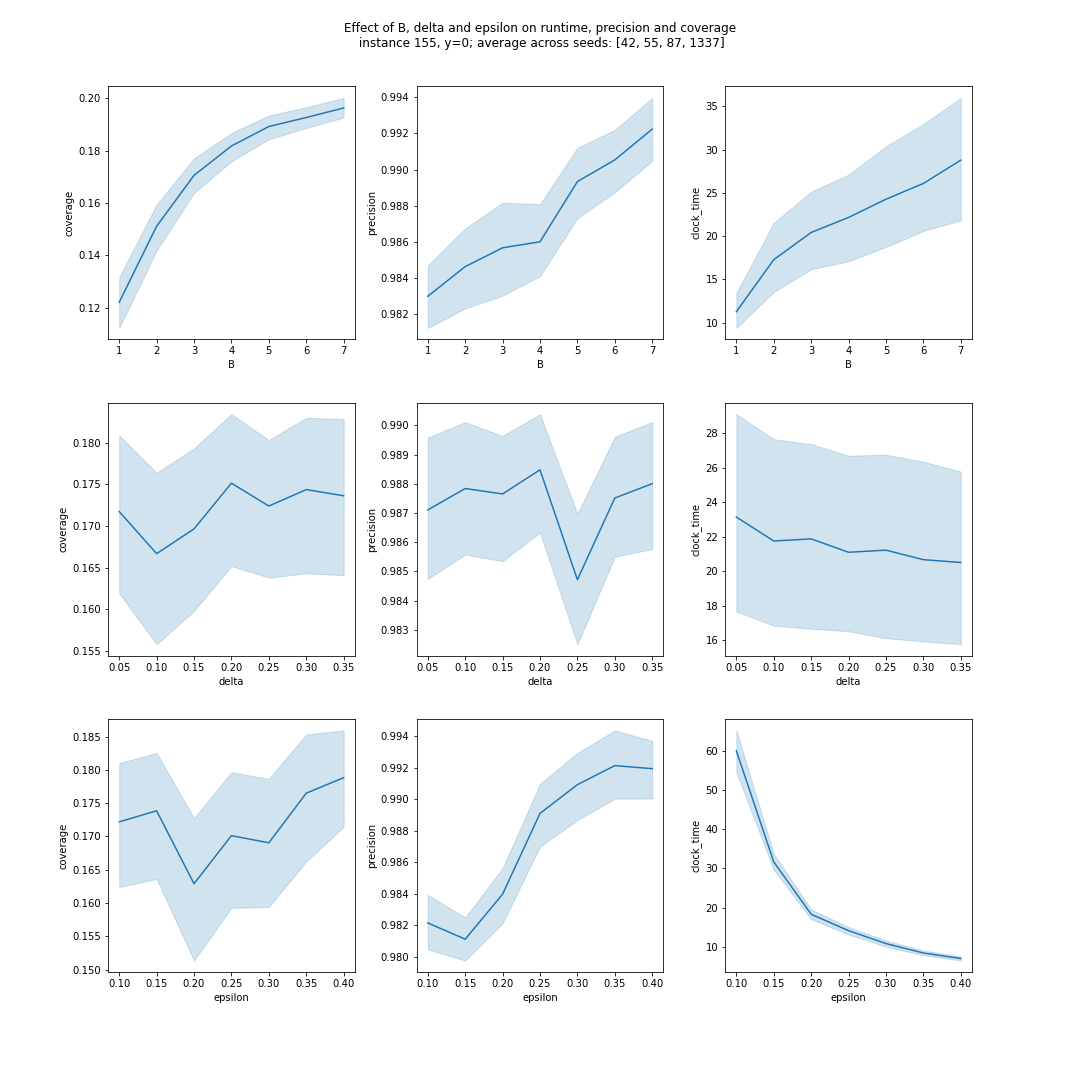 Effect of B, delta and epsilon on runtime, precision and coverage
instance 155, y=0; average across seeds: [42, 55, 87, 1337]
0.20
0.18
0.16
0.14
0.12
coverage
1 2 3 4 5 6 7
B
0.994
0.992
0.990
0.988
0.986
0.984
0.982
precision
1 2 3 4 5 6 7
B
35
30
25
20
15
10
clock_time
1 2 3 4 5 6 7
B
0.180
0.175
0.170
0.165
0.160
0.155
coverage
0.05 0.10 0.15 0.20 0.25 0.30 0.35
delta
0.990
0.989
0.988
0.987
0.986
0.985
0.984
0.983
precision
0.05 0.10 0.15 0.20 0.25 0.30 0.35
delta
28
26
24
22
20
18
16
clock_time
0.05 0.10 0.15 0.20 0.25 0.30 0.35
delta
0.185
0.180
0.175
0.170
0.165
0.160
0.155
0.150
coverage
0.10 0.15 0.20 0.25 0.30 0.35 0.40
epsilon
0.994
0.992
0.990
0.988
0.986
0.984
0.982
0.980
precision
0.10 0.15 0.20 0.25 0.30 0.35 0.40
epsilon
60
50
40
30
20
10
clock_time
0.10 0.15 0.20 0.25 0.30 0.35 0.40
epsilon